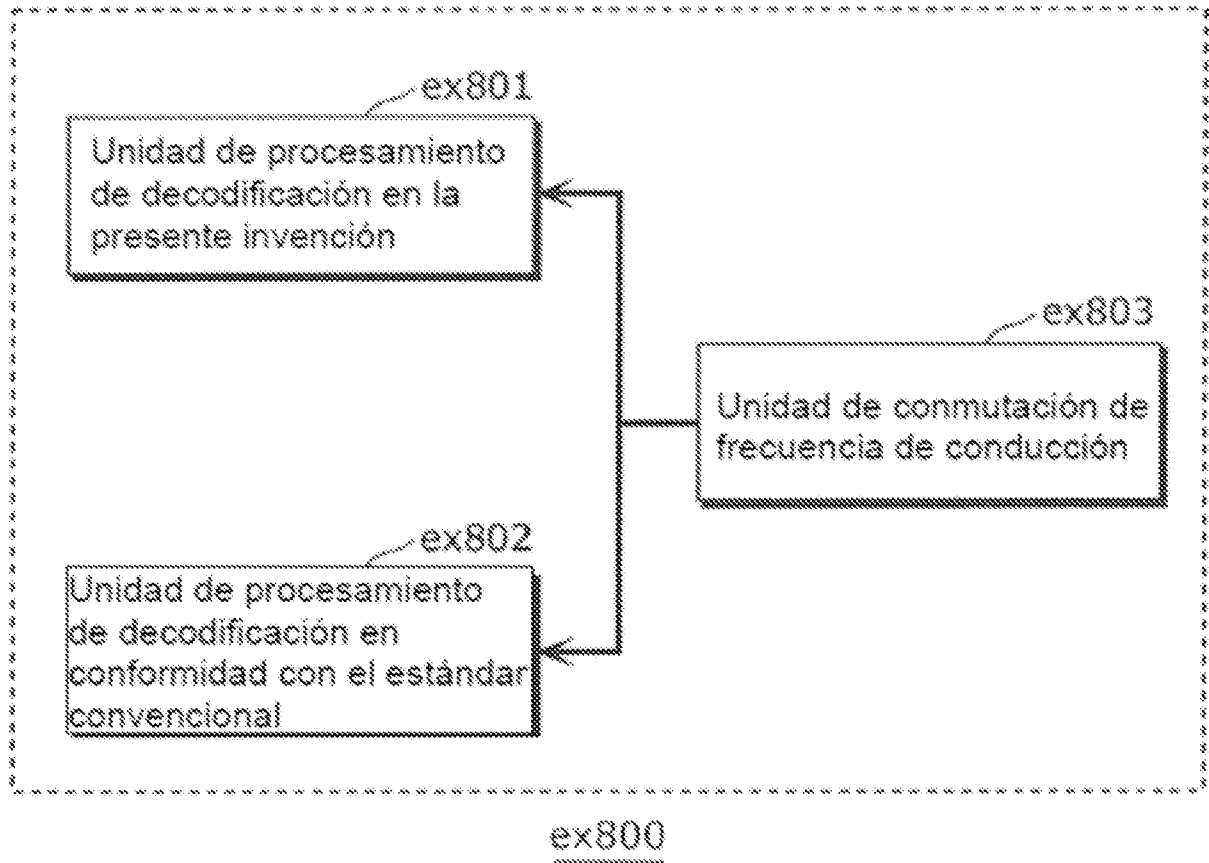 ex801
Unidad de procesamiento
de decodificación en la
presente invención
ex803
Unidad de conmutación de
frecuencia de conducción
ex802
Unidad de procesamiento
de decodificación en
conformidad con el estándar
convencional
ex800